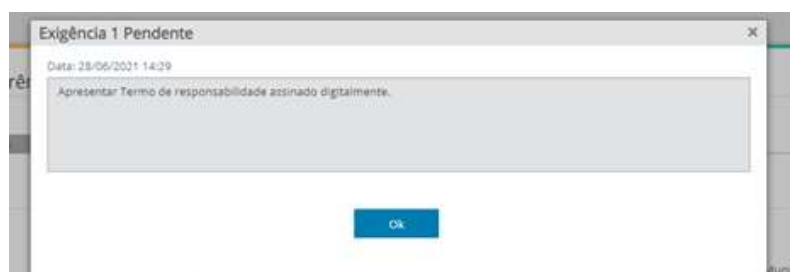 Exigência 1 Pendente
Data: 28/06/2021 14:29
Apresentar Termo de responsabilidade assinado digitalmente.
Ok